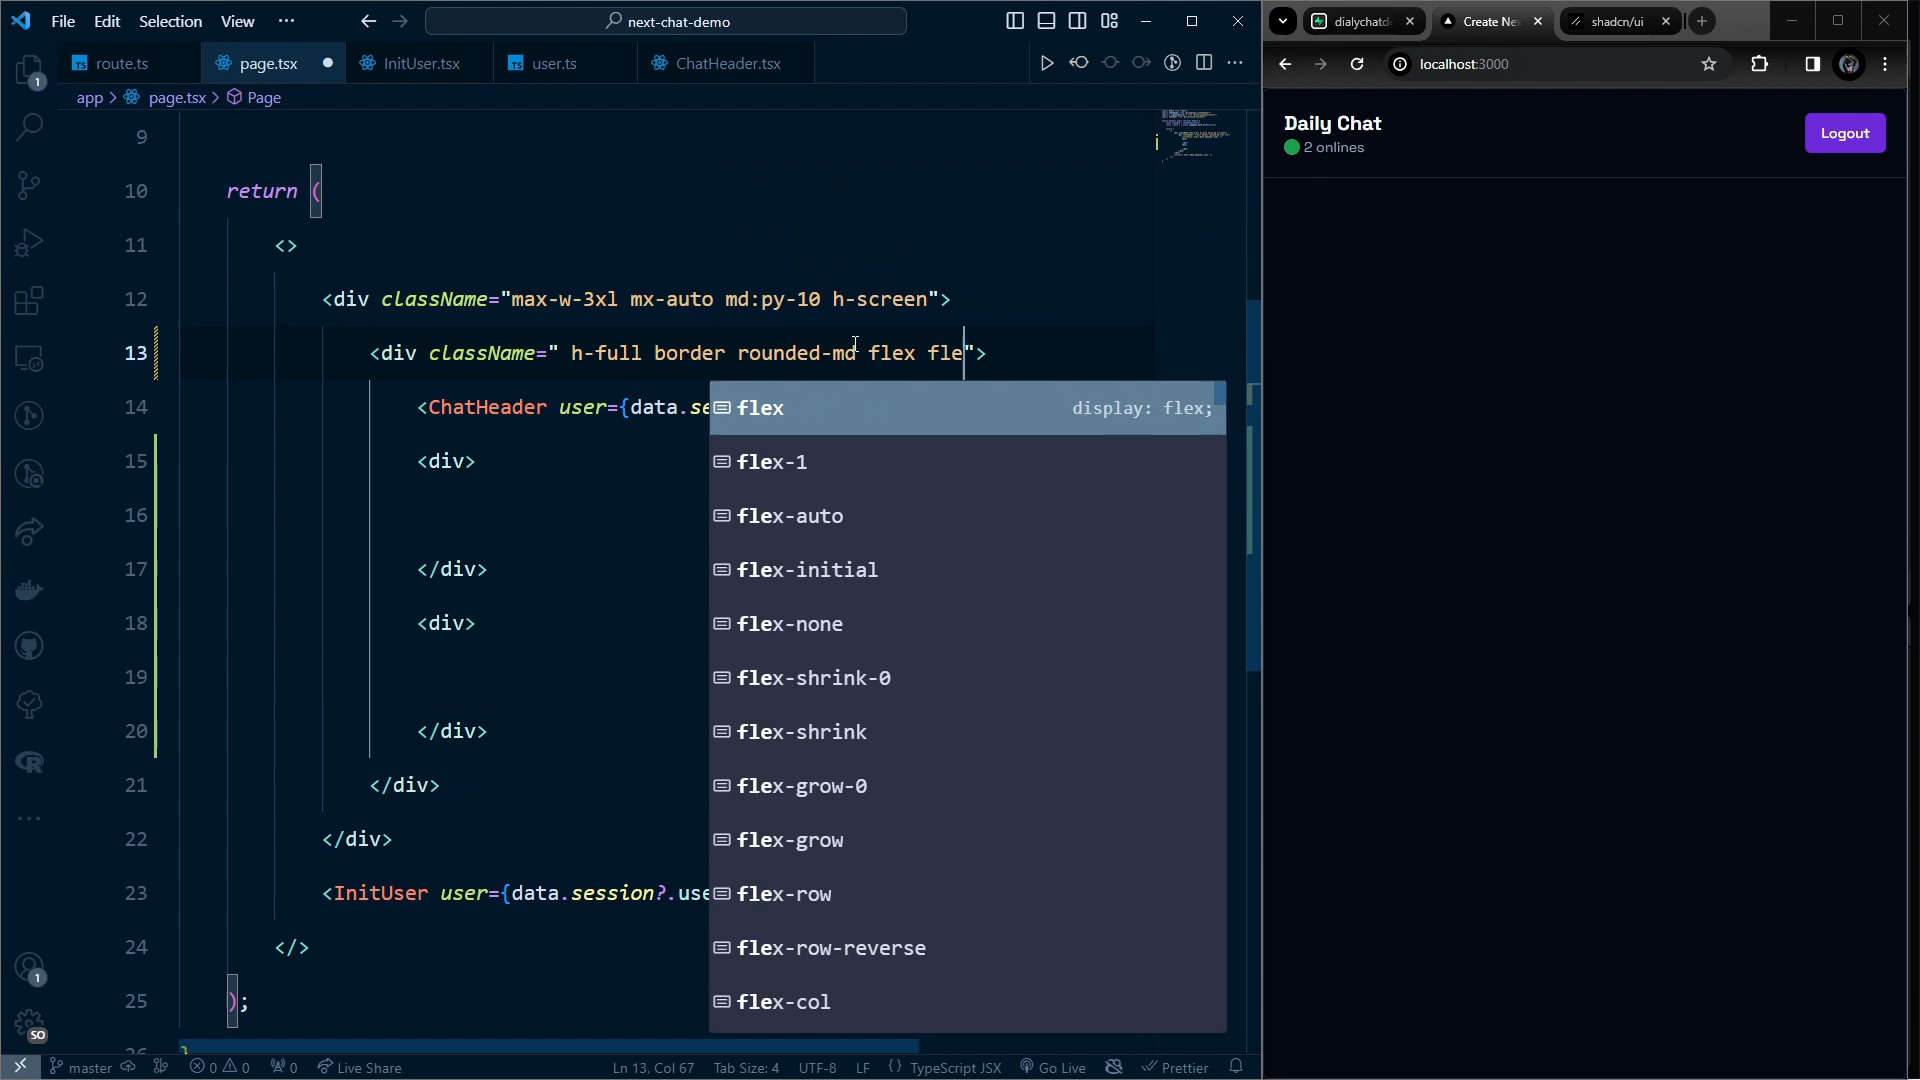 File Edit Selection View ··· next-chat-demo
route.ts page.tsx InitUser.tsx user.ts ChatHeader.tsx
app > page.tsx > Page
9
10 return (
11 <>
12 <div className="max-w-3xl mx-auto md:py-10 h-screen">
13 <div className=" h-full border rounded-md flex fle">
14 <ChatHeader user={data.se
15 <div>
16
17 </div>
18 <div>
19
20 </div>
21 </div>
22 </div>
23 <InitUser user={data.session?.use
24 </>
25 );
flex display: flex;
flex-1
flex-auto
flex-initial
flex-none
flex-shrink-0
flex-shrink
flex-grow-0
flex-grow
flex-row
flex-row-reverse
flex-col
1
1
SO
master 0 0 0 Live Share Ln 13, Col 67 Tab Size: 4 UTF-8 LF {} TypeScript JSX Go Live Prettier
dialychatd Create Ne shadcn/ui
localhost:3000
Daily Chat
2 onlines
Logout